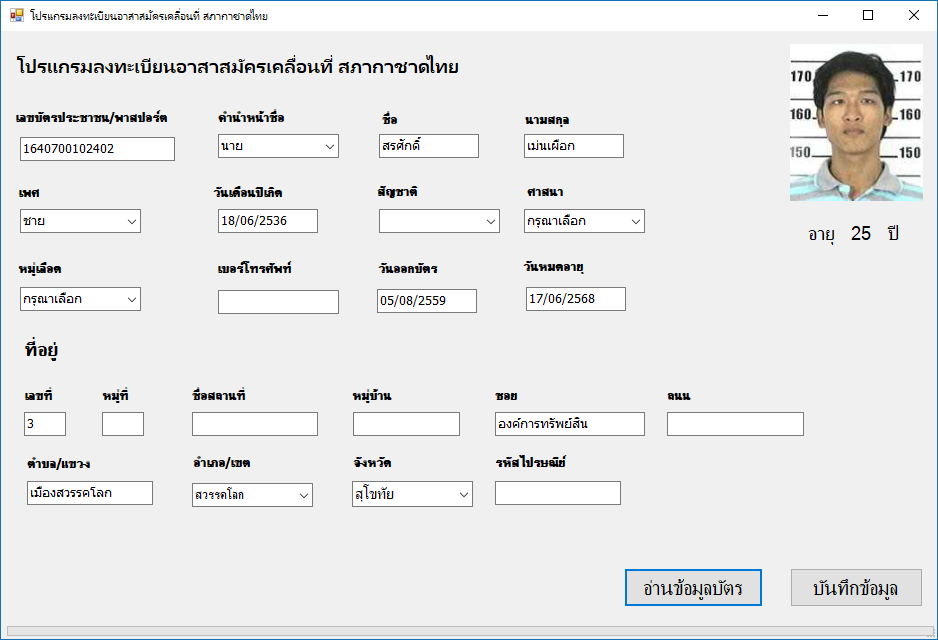 โปรแกรมลงทะเบียนอาสาสมัครเคลื่อนที่ สภากาชาดไทย
โปรแกรมลงทะเบียนอาสาสมัครเคลื่อนที่ สภากาชาดไทย
170 170
160 160
150 150
อายุ 25 ปี
เลขบัตรประชาชน/พาสปอร์ต คำนำหน้าชื่อ ชื่อ นามสกุล
1640700102402 นาย สรศักดิ์ เม่นเผือก
เพศ วันเดือนปีเกิด สัญชาติ ศาสนา
ชาย 18/06/2536 กรุณาเลือก
หมู่เลือด เบอร์โทรศัพท์ วันออกบัตร วันหมดอายุ
กรุณาเลือก 05/08/2559 17/06/2568
ที่อยู่
เลขที่ หมู่ที่ ชื่อสถานที่ หมู่บ้าน ซอย ถนน
3 องค์การทรัพย์สิน
ตำบล/แขวง อำเภอ/เขต จังหวัด รหัสไปรษณีย์
เมืองสวรรคโลก สวรรคโลก สุโขทัย
อ่านข้อมูลบัตร บันทึกข้อมูล